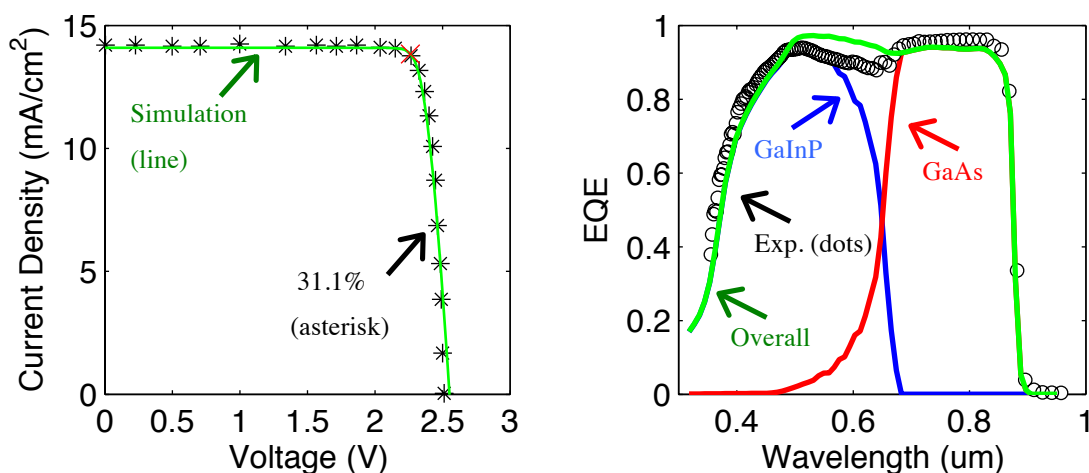 15
10
5
0
0
0.5
1
1.5
2
2.5
3
Current Density (mA/cm²)
Voltage (V)
Simulation
(line)
31.1%
(asterisk)
1
0.8
0.6
0.4
0.2
0
0.4
0.6
0.8
1
EQE
Wavelength (um)
GaInP
GaAs
Exp. (dots)
Overall